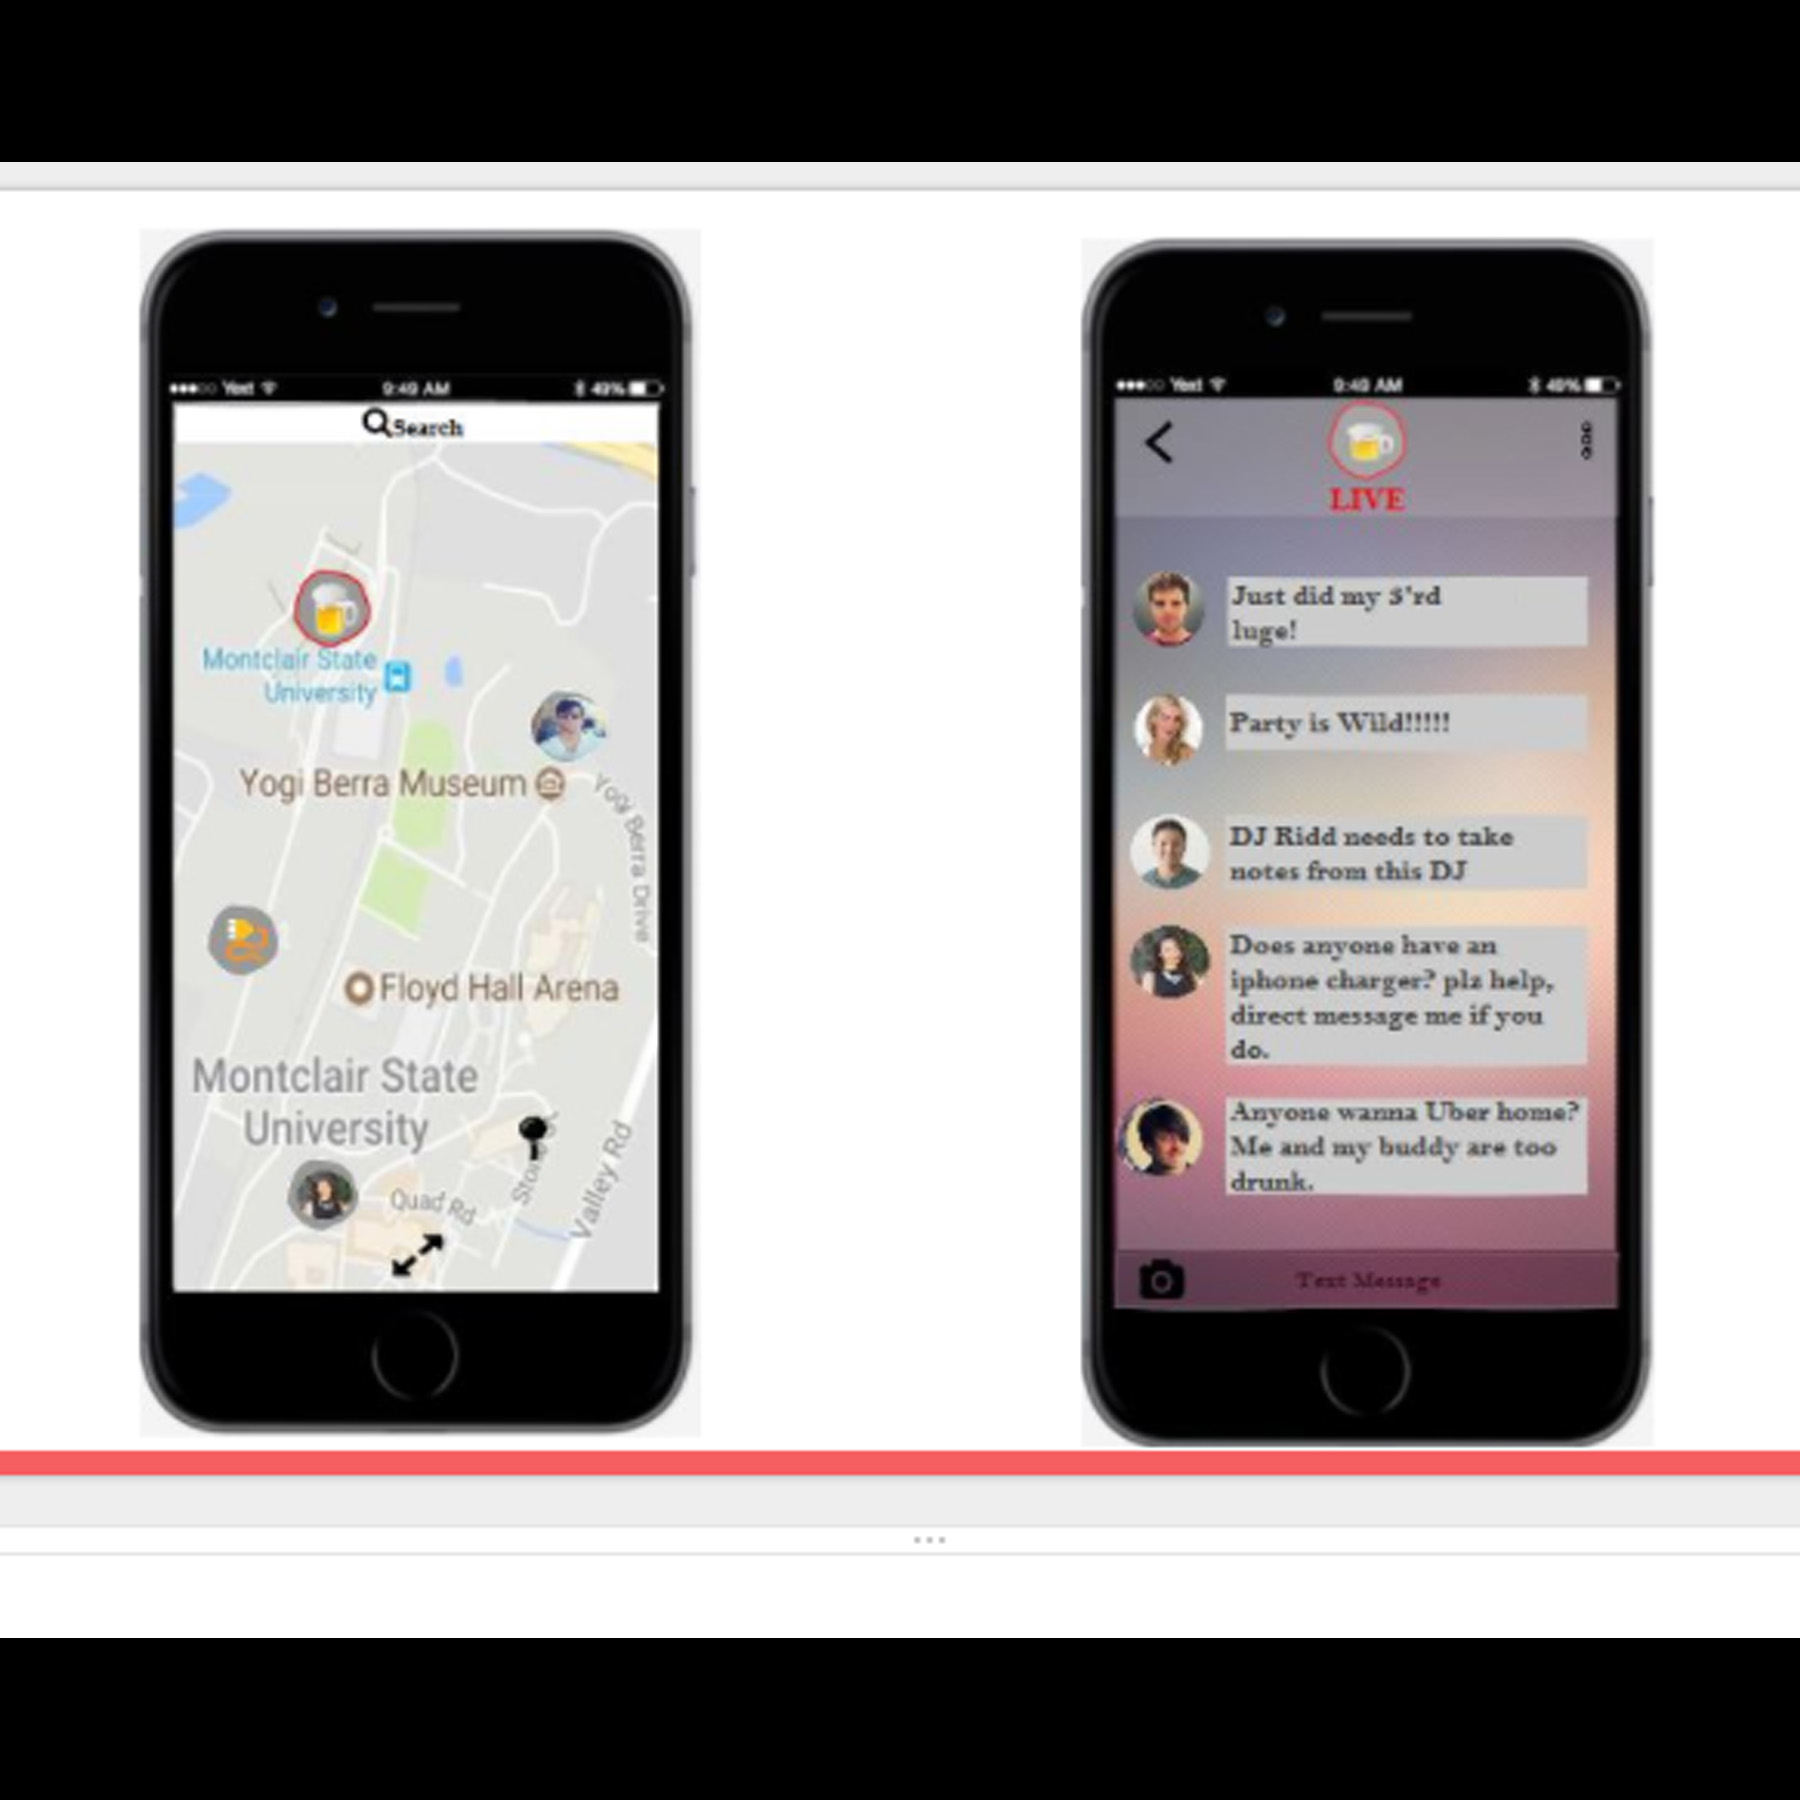 Yext 9:49 AM 49%
Search
Montclair State
University
Yogi Berra Museum
Yogi Berra Drive
Floyd Hall Arena
Montclair State
University
Quad Rd
Valley Rd
Yext 9:49 AM 49%
LIVE
Just did my 3'rd
luge!
Party is Wild!!!!!
DJ Ridd needs to take
notes from this DJ
Does anyone have an
iphone charger? plz help,
direct message me if you
do.
Anyone wanna Uber home?
Me and my buddy are too
drunk.
Text Message